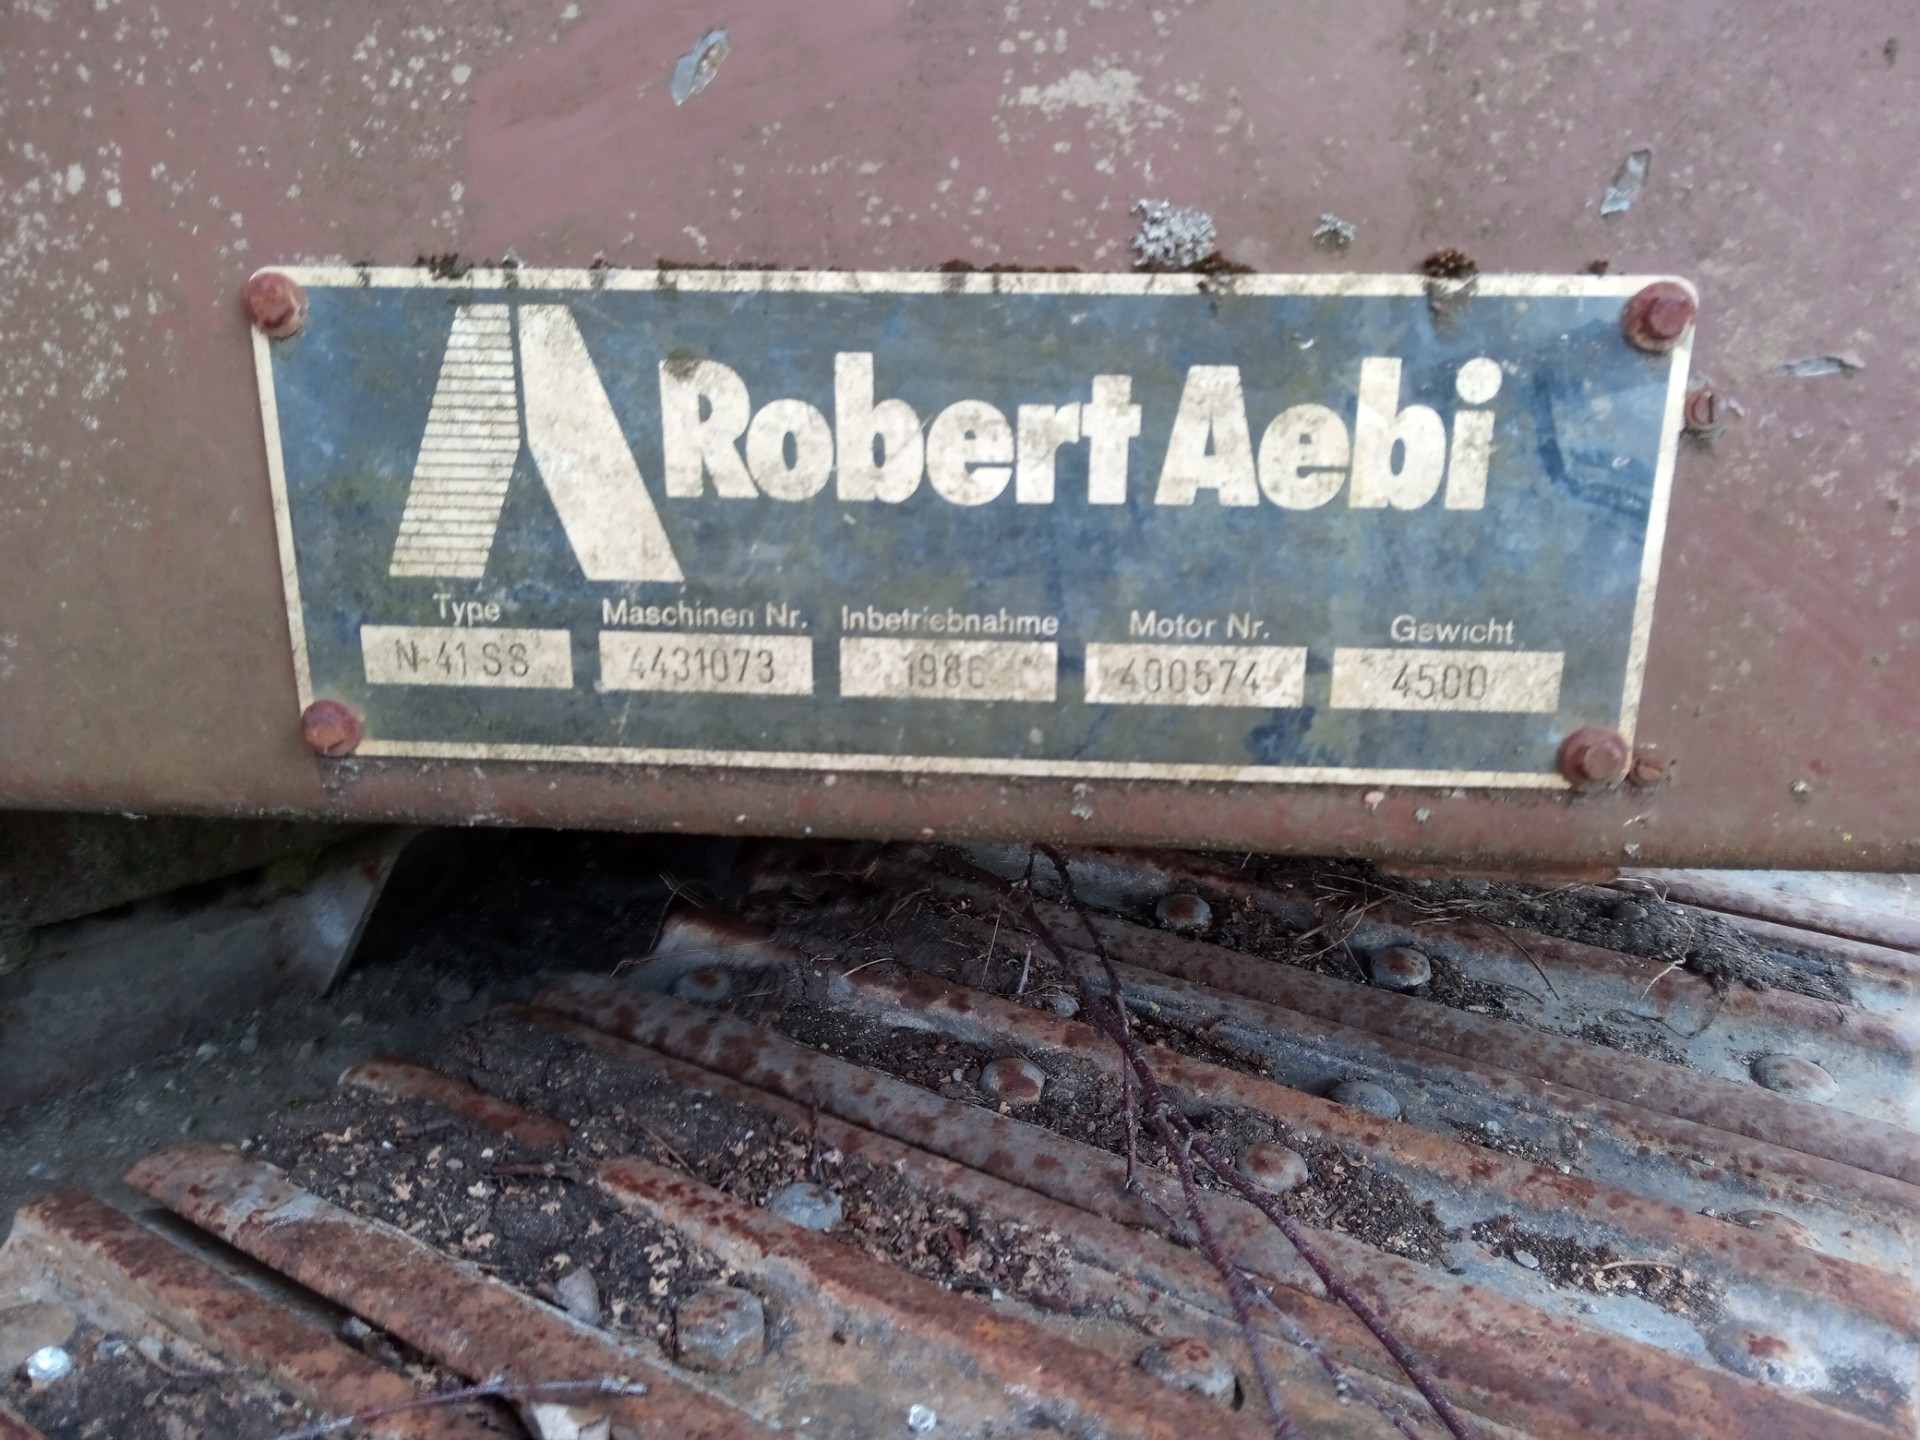 Robert Aebi
Type Maschinen Nr. Inbetriebnahme Motor Nr. Gewicht
N-41 SS 4431073 1986 400574 4500